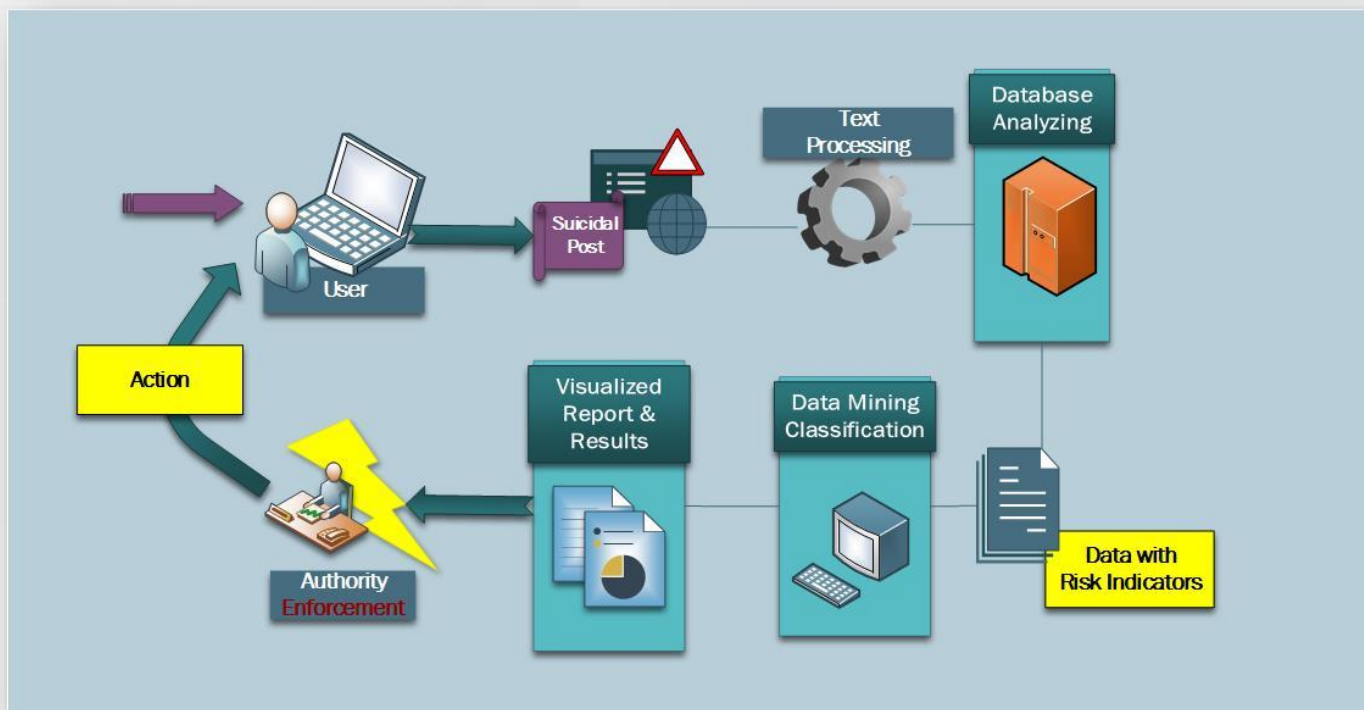 Database
Analyzing
Text
Processing
Suicidal
Post
User
Action
Visualized
Report &
Results
Data Mining
Classification
Data with
Risk Indicators
Authority
Enforcement